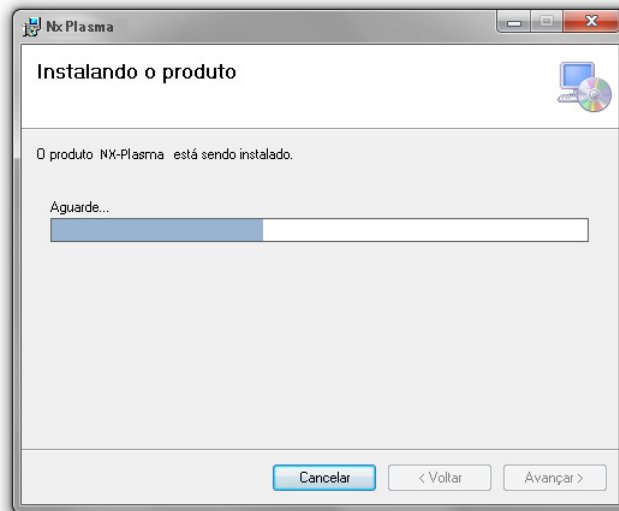 Nx Plasma
Instalando o produto
O produto NX-Plasma está sendo instalado.
Aguarde...
Cancelar
< Voltar
Avançar >